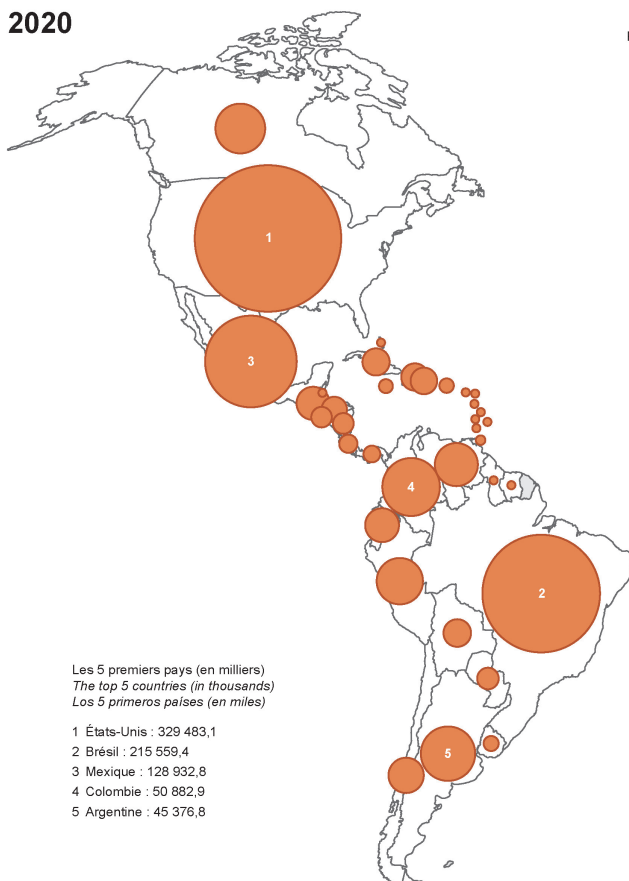 2020
1
3
4
2
5
Les 5 premiers pays (en milliers)
The top 5 countries (in thousands)
Los 5 primeros países (en miles)
1 États-Unis : 329 483,1
2 Brésil : 215 559,4
3 Mexique : 128 932,8
4 Colombie : 50 882,9
5 Argentine : 45 376,8